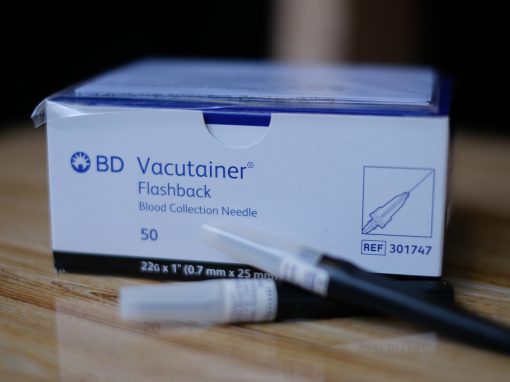 BD Vacutainer®
Flashback
Blood Collection Needle
50
REF 301747
22G x 1" (0.7 mm x 25 mm